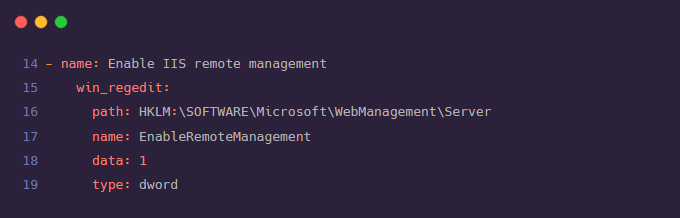 14 - name: Enable IIS remote management
15     win_regedit:
16       path: HKLM:\SOFTWARE\Microsoft\WebManagement\Server
17       name: EnableRemoteManagement
18       data: 1
19       type: dword